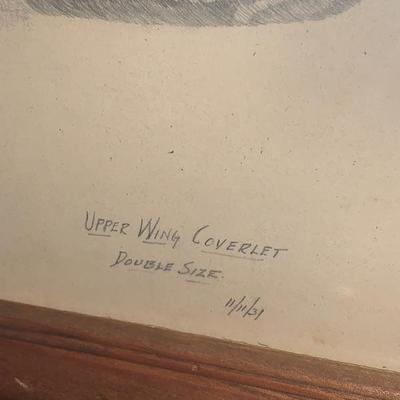 UPPER WING COVERLET
DOUBLE SIZE.
11/11/31